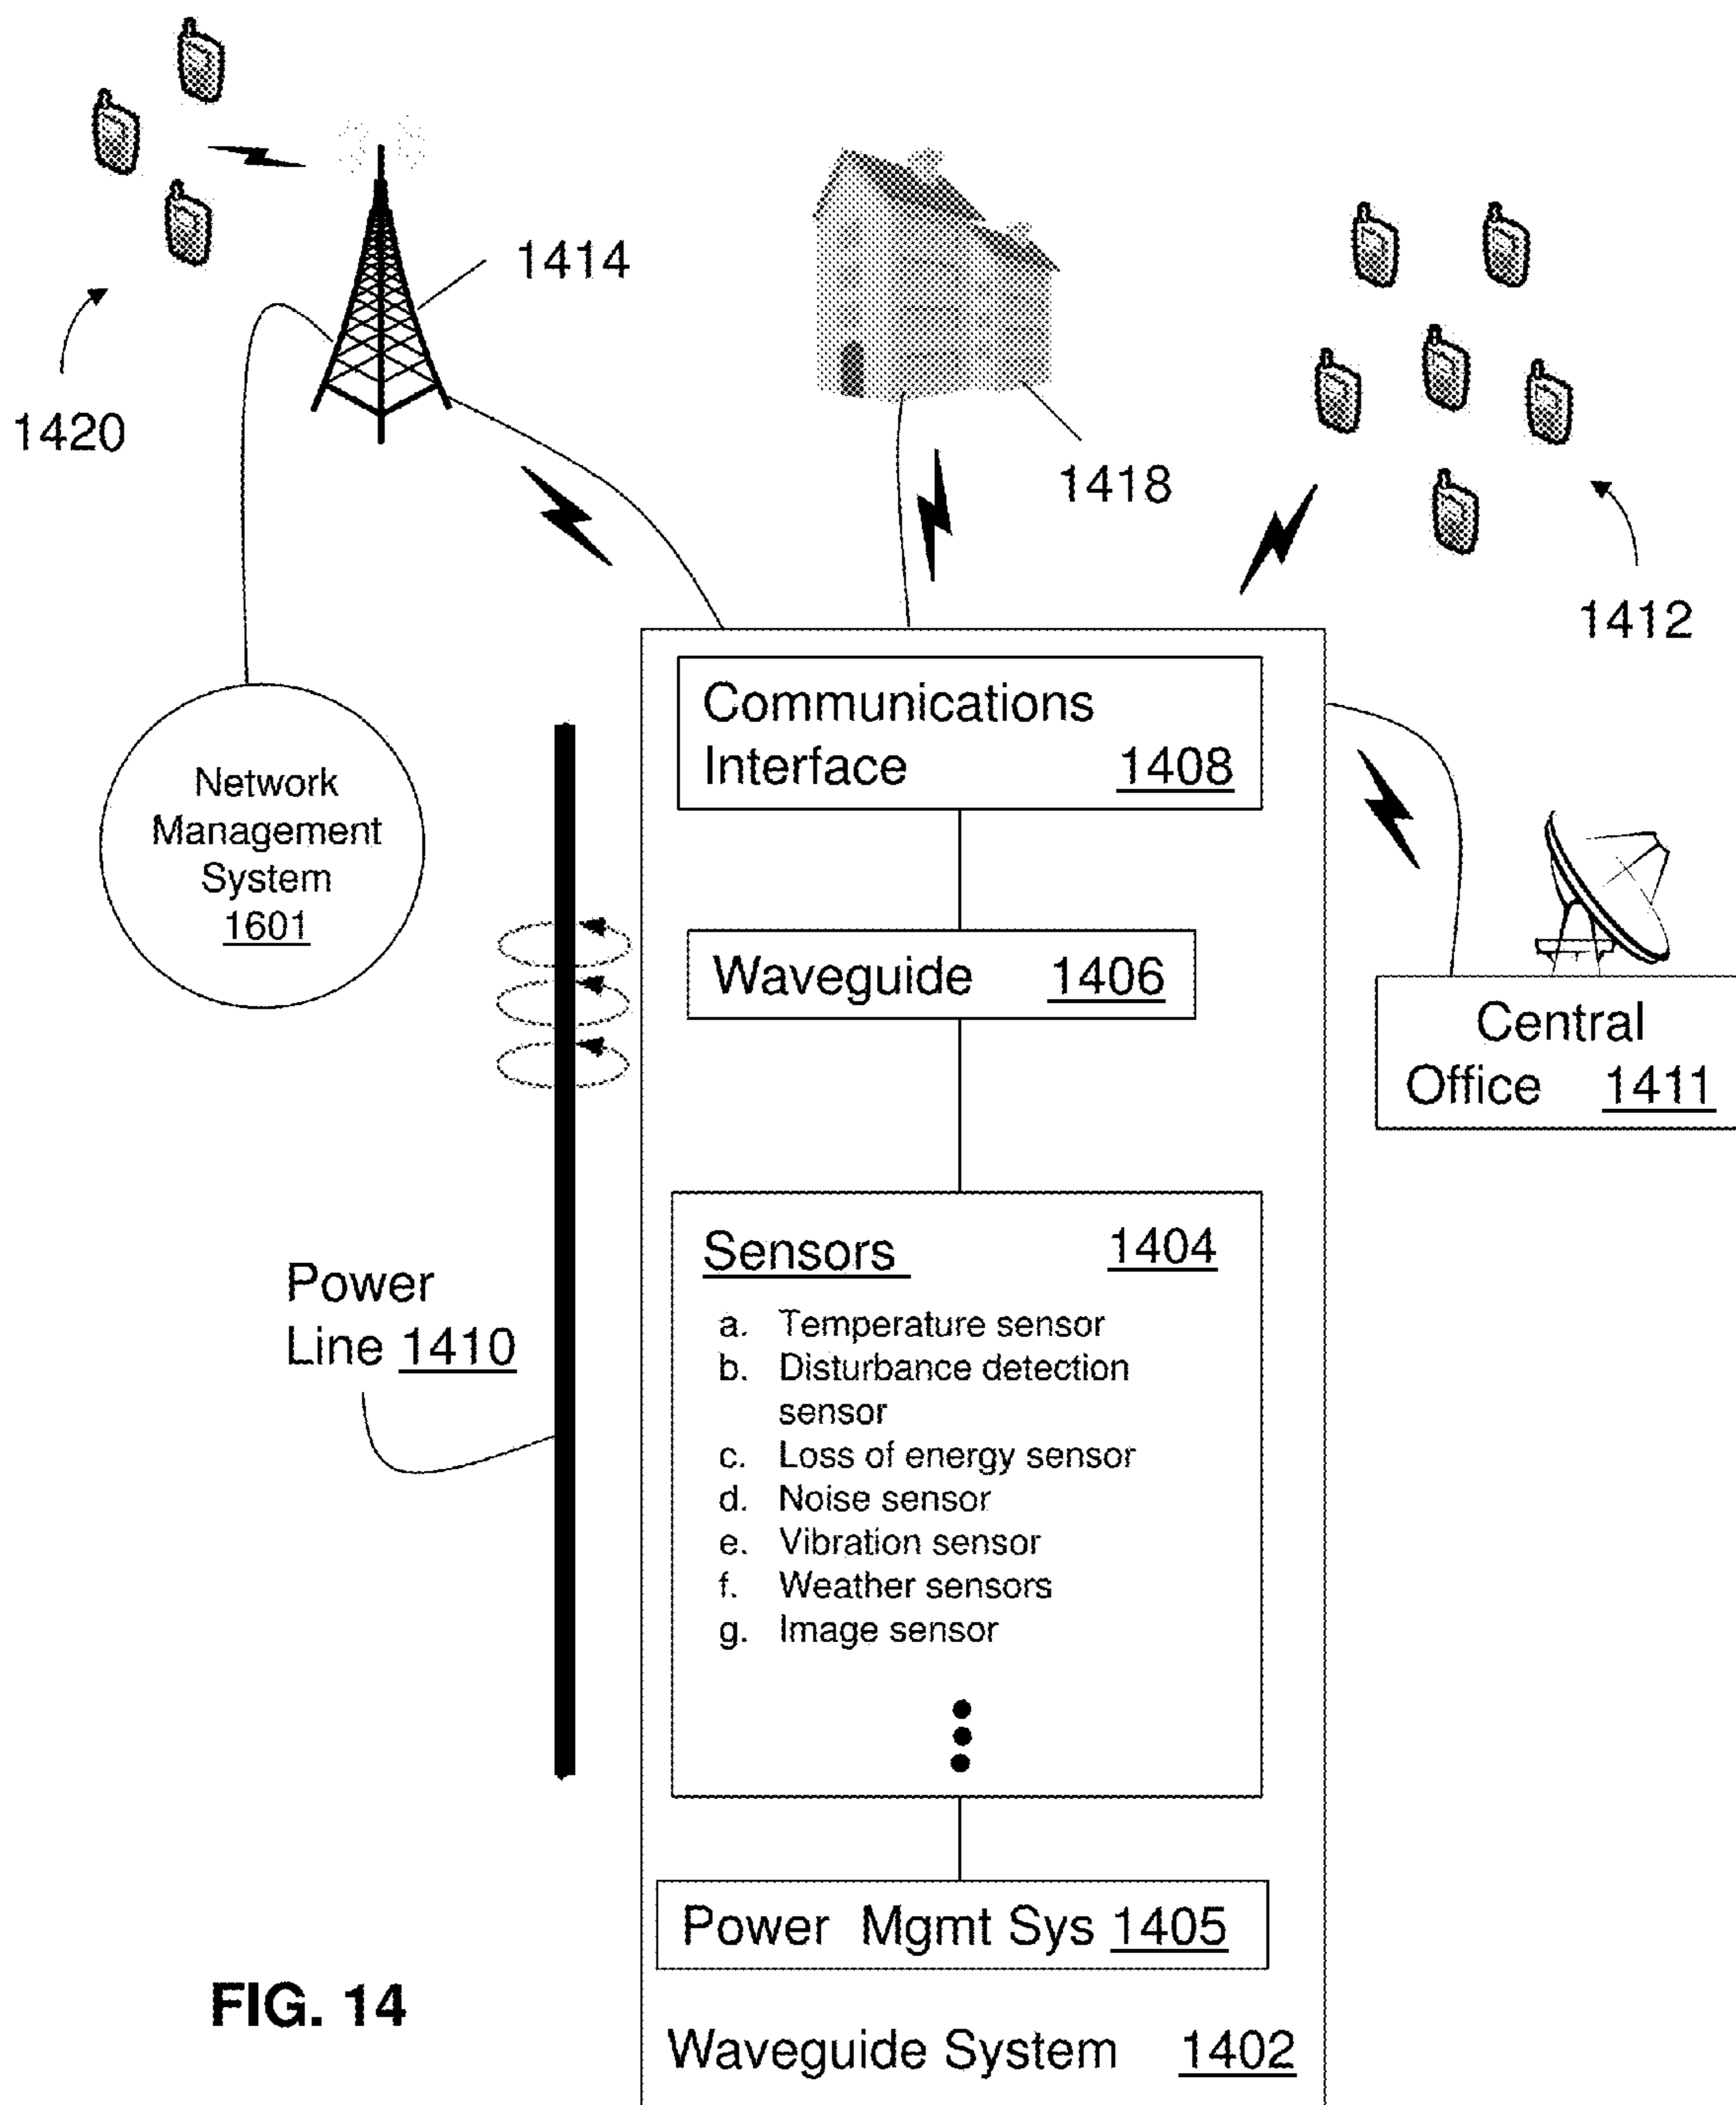 1414
1420
1418
1412
Communications
Interface 1408
Network
Management
System
1601
Waveguide 1406
Central
Office 1411
Sensors 1404
Power
Line 1410
a. Temperature sensor
b. Disturbance detection
sensor
c. Loss of energy sensor
d. Noise sensor
e. Vibration sensor
f. Weather sensors
g. Image sensor
Power Mgmt Sys 1405
FIG. 14
Waveguide System 1402